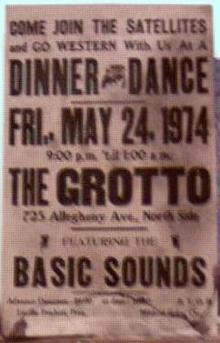 COME JOIN THE SATELLITES
and GO WESTERN With Us At A
DINNER and DANCE
FRI., MAY 24, 1974
9:00 p.m. 'til 1:00 a.m.
THE GROTTO
725 Allegheny Ave., North Side
FEATURING THE
BASIC SOUNDS